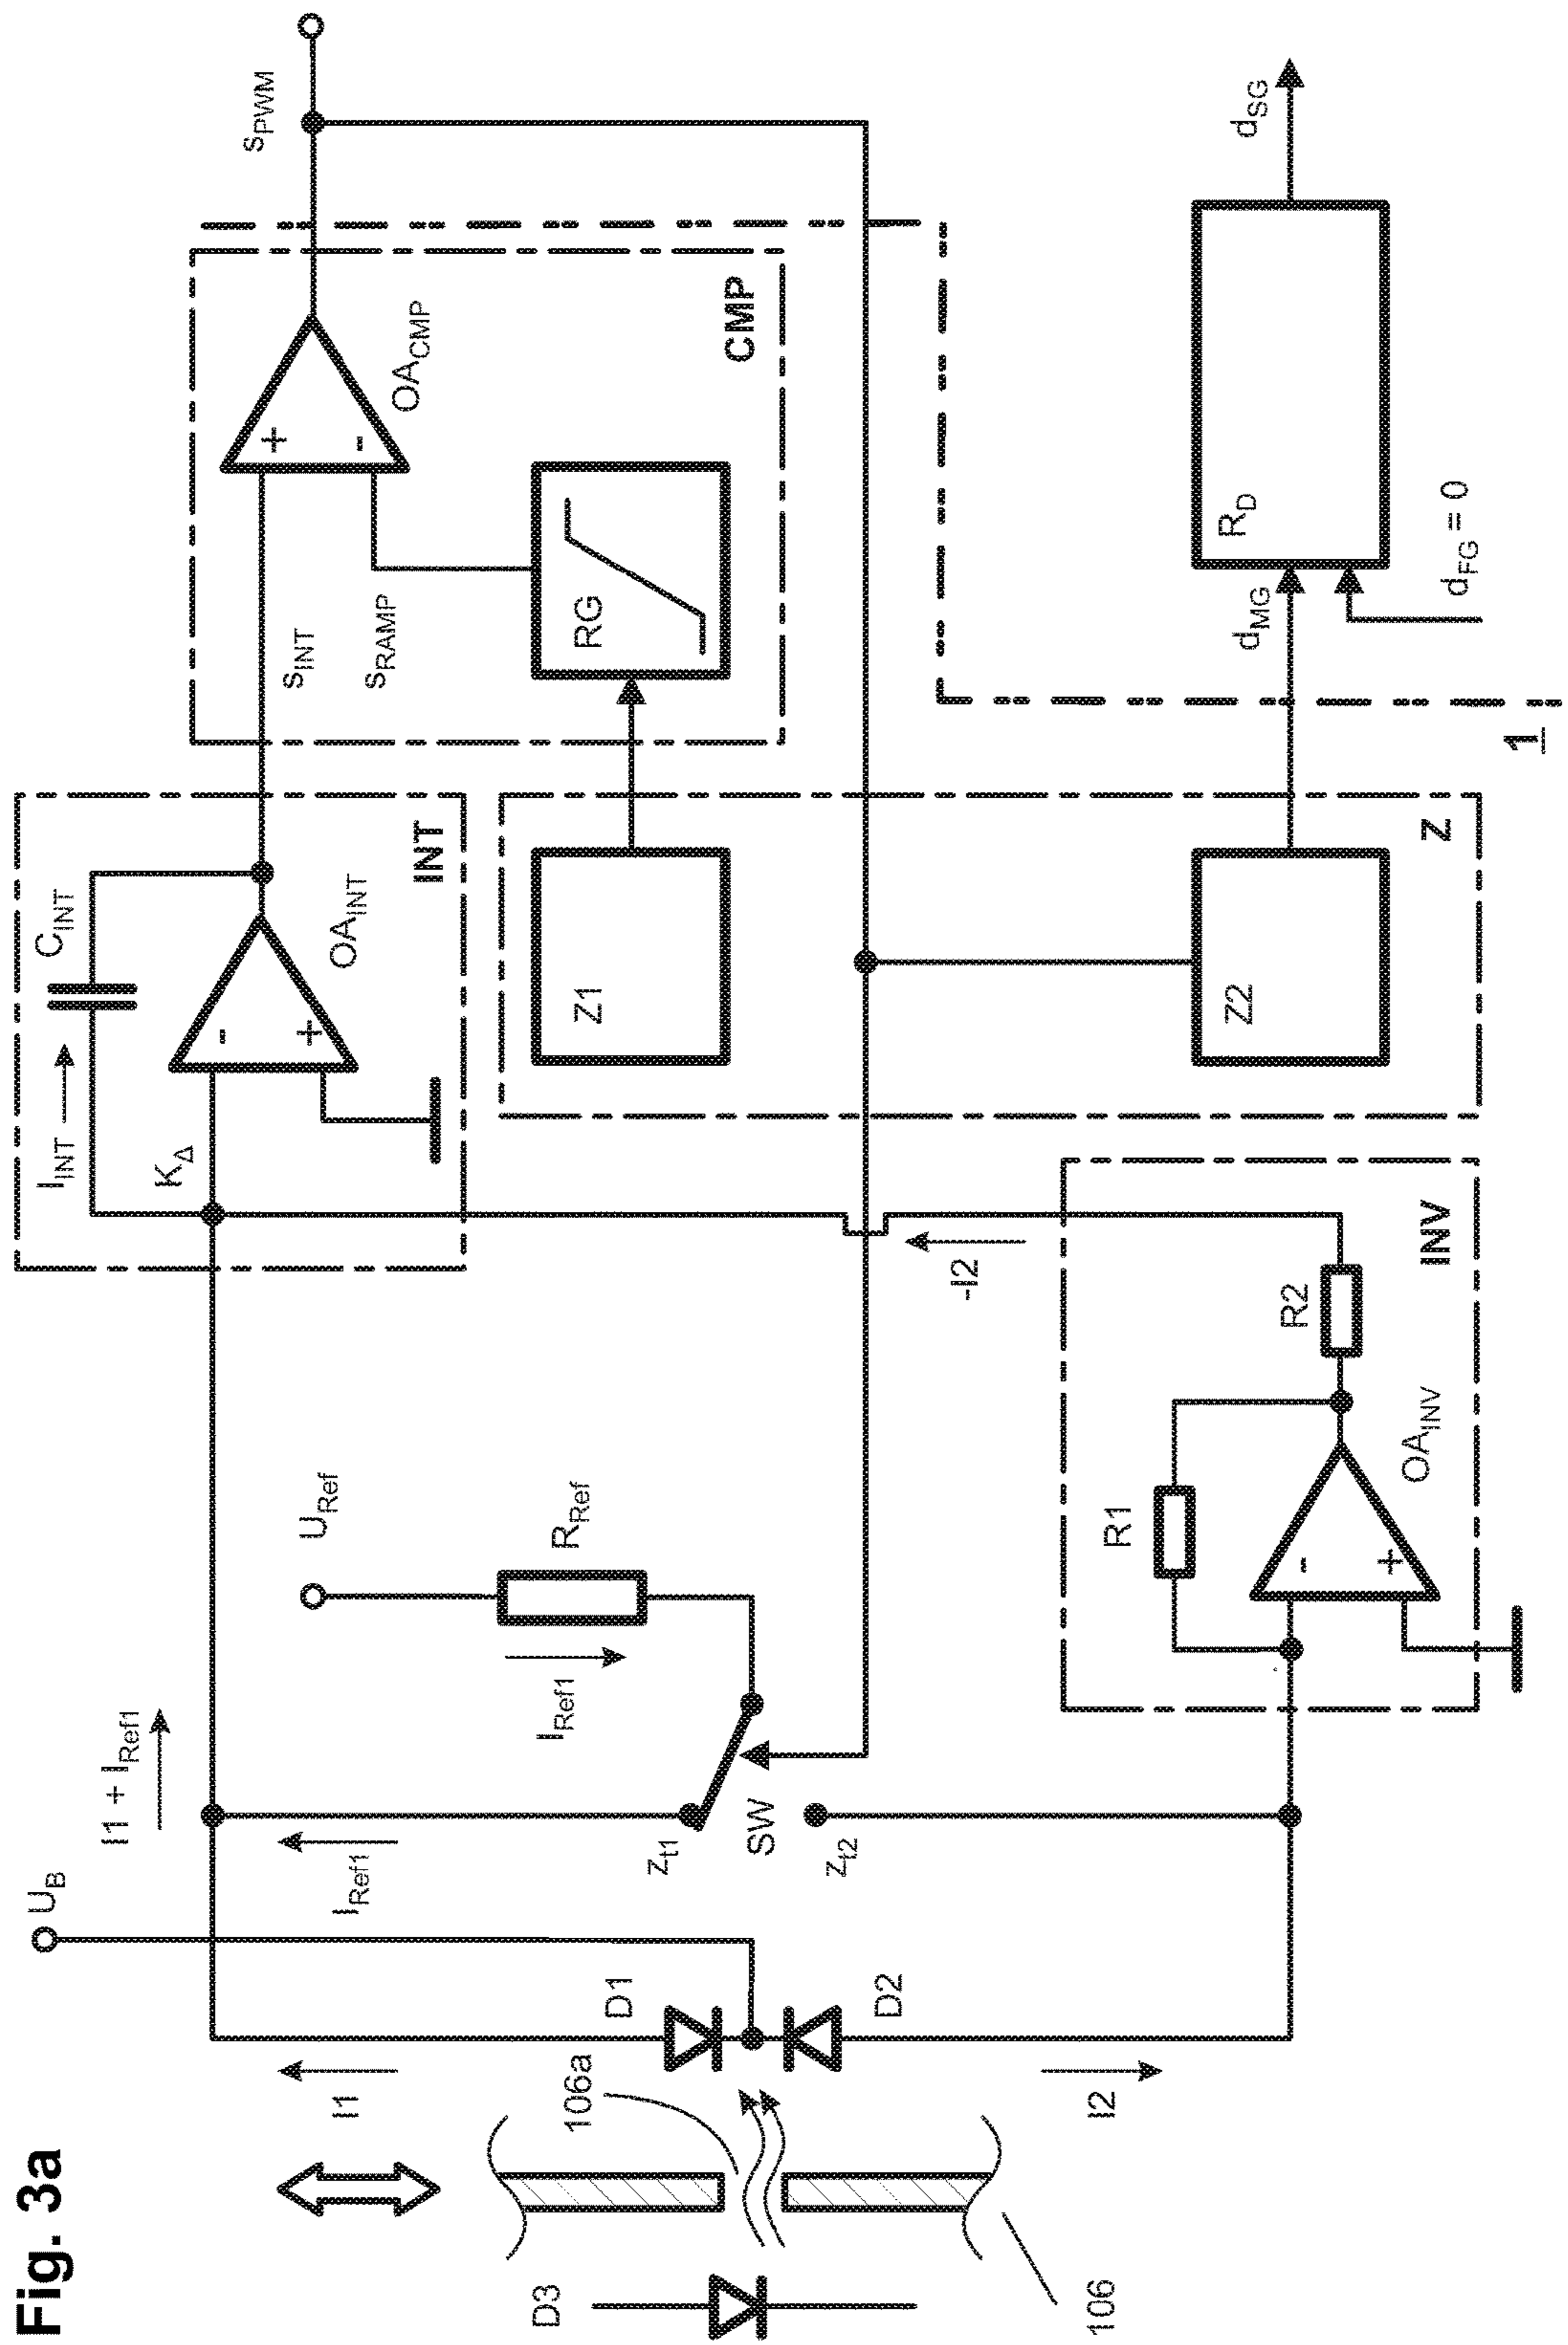 Fig. 3a
U_B
I1 + I_Ref1
I_INT
C_INT
K_Δ
-
+
OA_INT
INT
s_INT
s_RAMP
+
-
OA_CMP
s_PWM
RG
CMP
I1
I_Ref1
U_Ref
R_Ref
I_Ref1
Z1
D3
106a
D1
z_t1
SW
z_t2
D2
-I2
106
I2
R1
-
+
OA_INV
R2
INV
Z2
Z
d_MG
R_D
d_FG = 0
d_SG
1